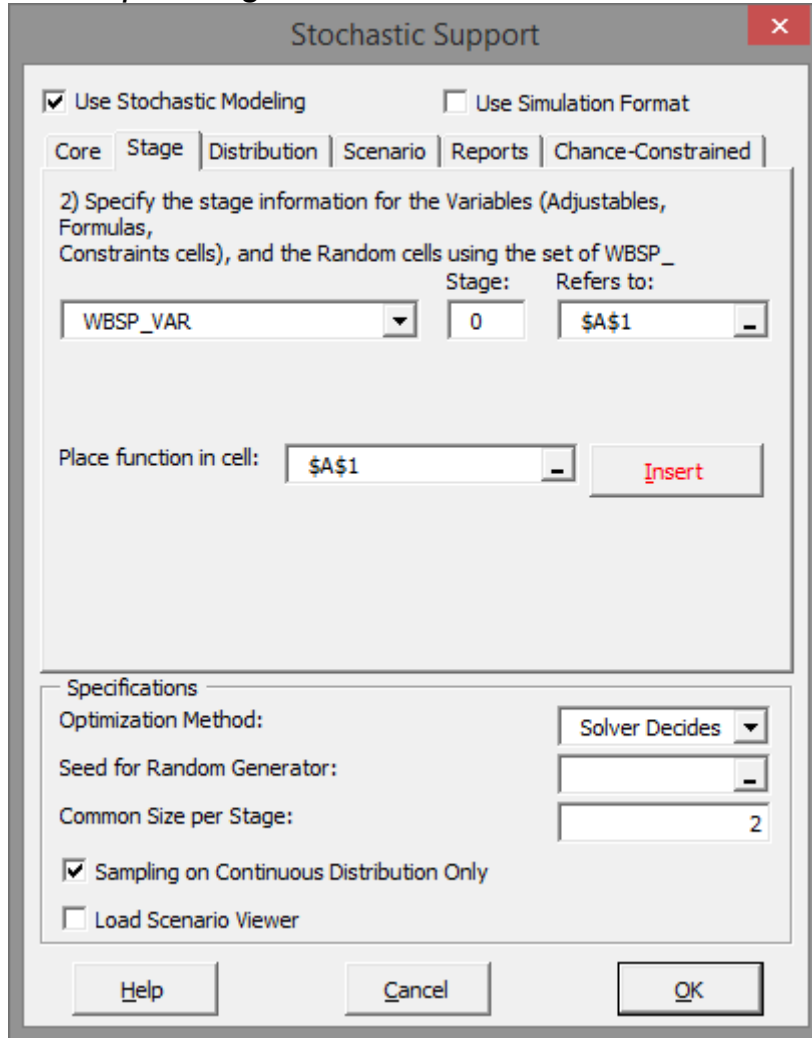 Stochastic Support
Use Stochastic Modeling Use Simulation Format
Core Stage Distribution Scenario Reports Chance-Constrained
2) Specify the stage information for the Variables (Adjustables,
Formulas,
Constraints cells), and the Random cells using the set of WBSP_
Stage: Refers to:
WBSP_VAR 0 $A$1
Place function in cell: $A$1 Insert
Specifications
Optimization Method: Solver Decides
Seed for Random Generator:
Common Size per Stage: 2
Sampling on Continuous Distribution Only
Load Scenario Viewer
Help Cancel OK